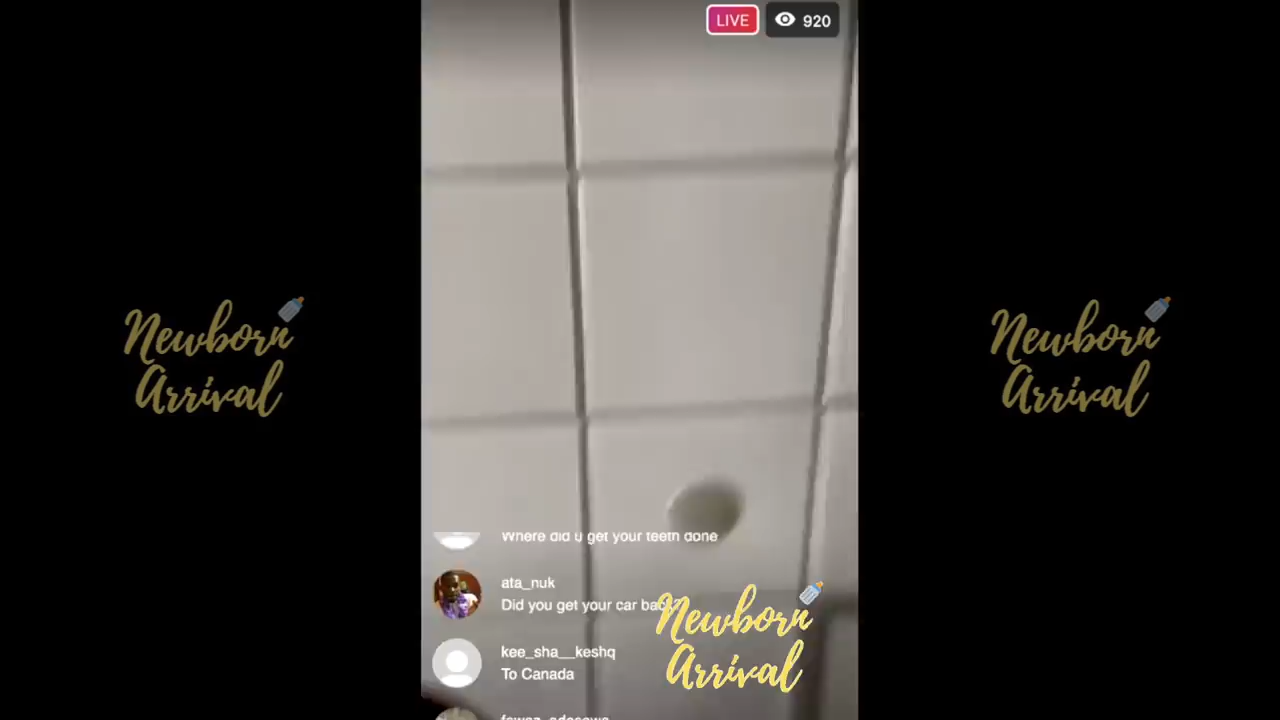 LIVE
920
Where did u get your teeth done
ata_nuk
Did you get your car back?
kee_sha__keshq
To Canada
Newborn
Arrival
Newborn
Arrival
Newborn
Arrival